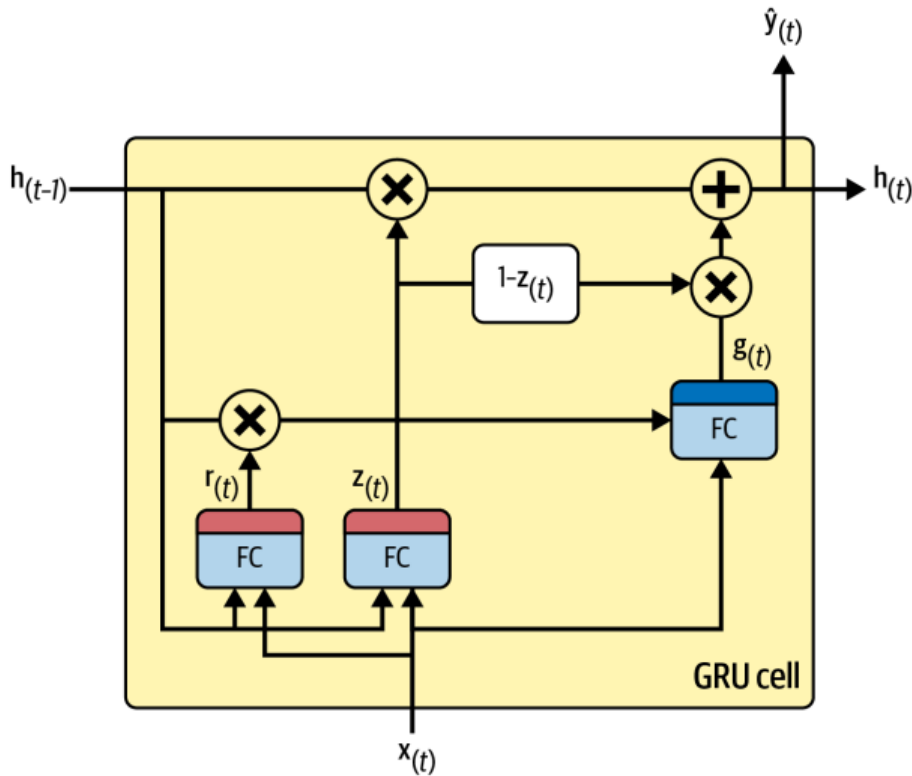 ŷ(t)
h(t-1)
h(t)
1-z(t)
g(t)
FC
r(t)
z(t)
FC
FC
GRU cell
x(t)